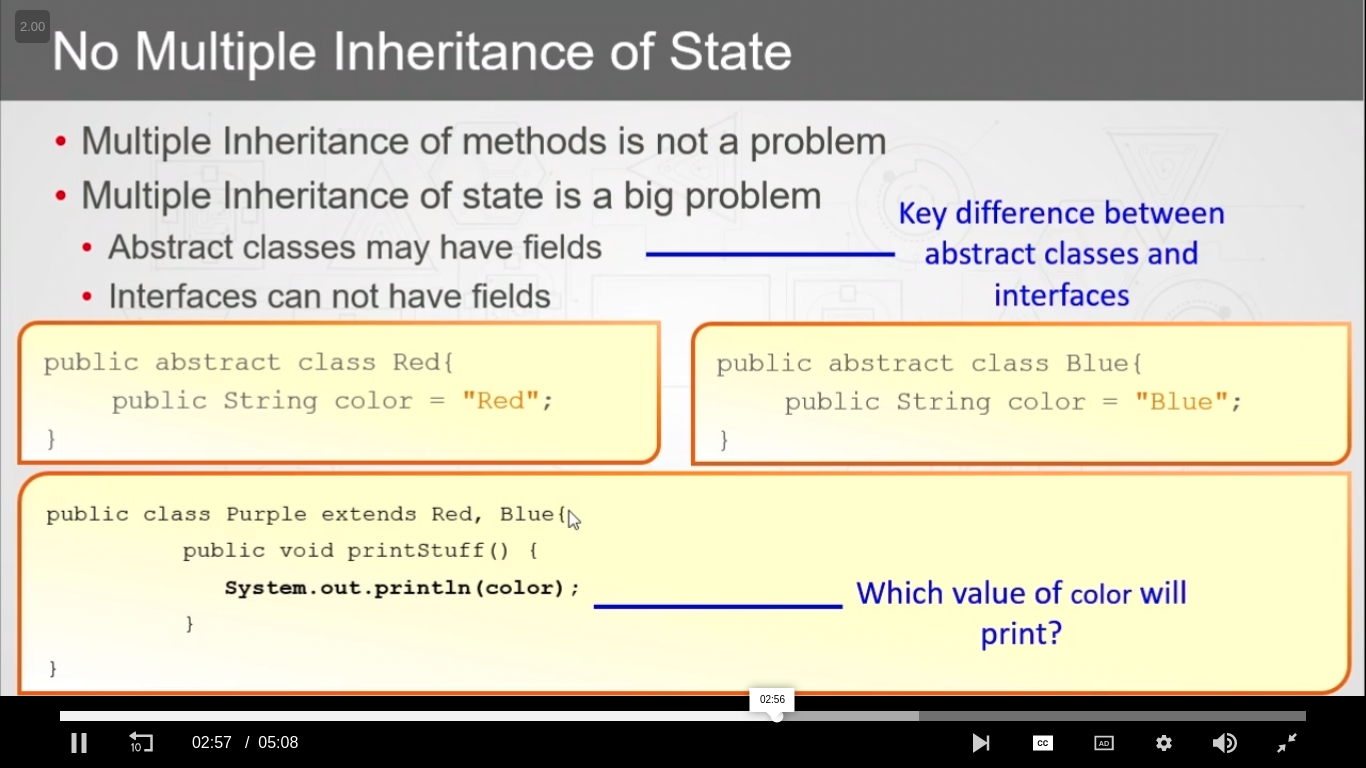 2.00
No Multiple Inheritance of State
• Multiple Inheritance of methods is not a problem
• Multiple Inheritance of state is a big problem
• Abstract classes may have fields
• Interfaces can not have fields
Key difference between
abstract classes and
interfaces
public abstract class Red{
public String color = "Red";
}
public abstract class Blue{
public String color = "Blue";
}
public class Purple extends Red, Blue{
public void printStuff() {
System.out.println(color);
}
}
Which value of color will
print?
02:56
10
02:57 / 05:08
CC
AD